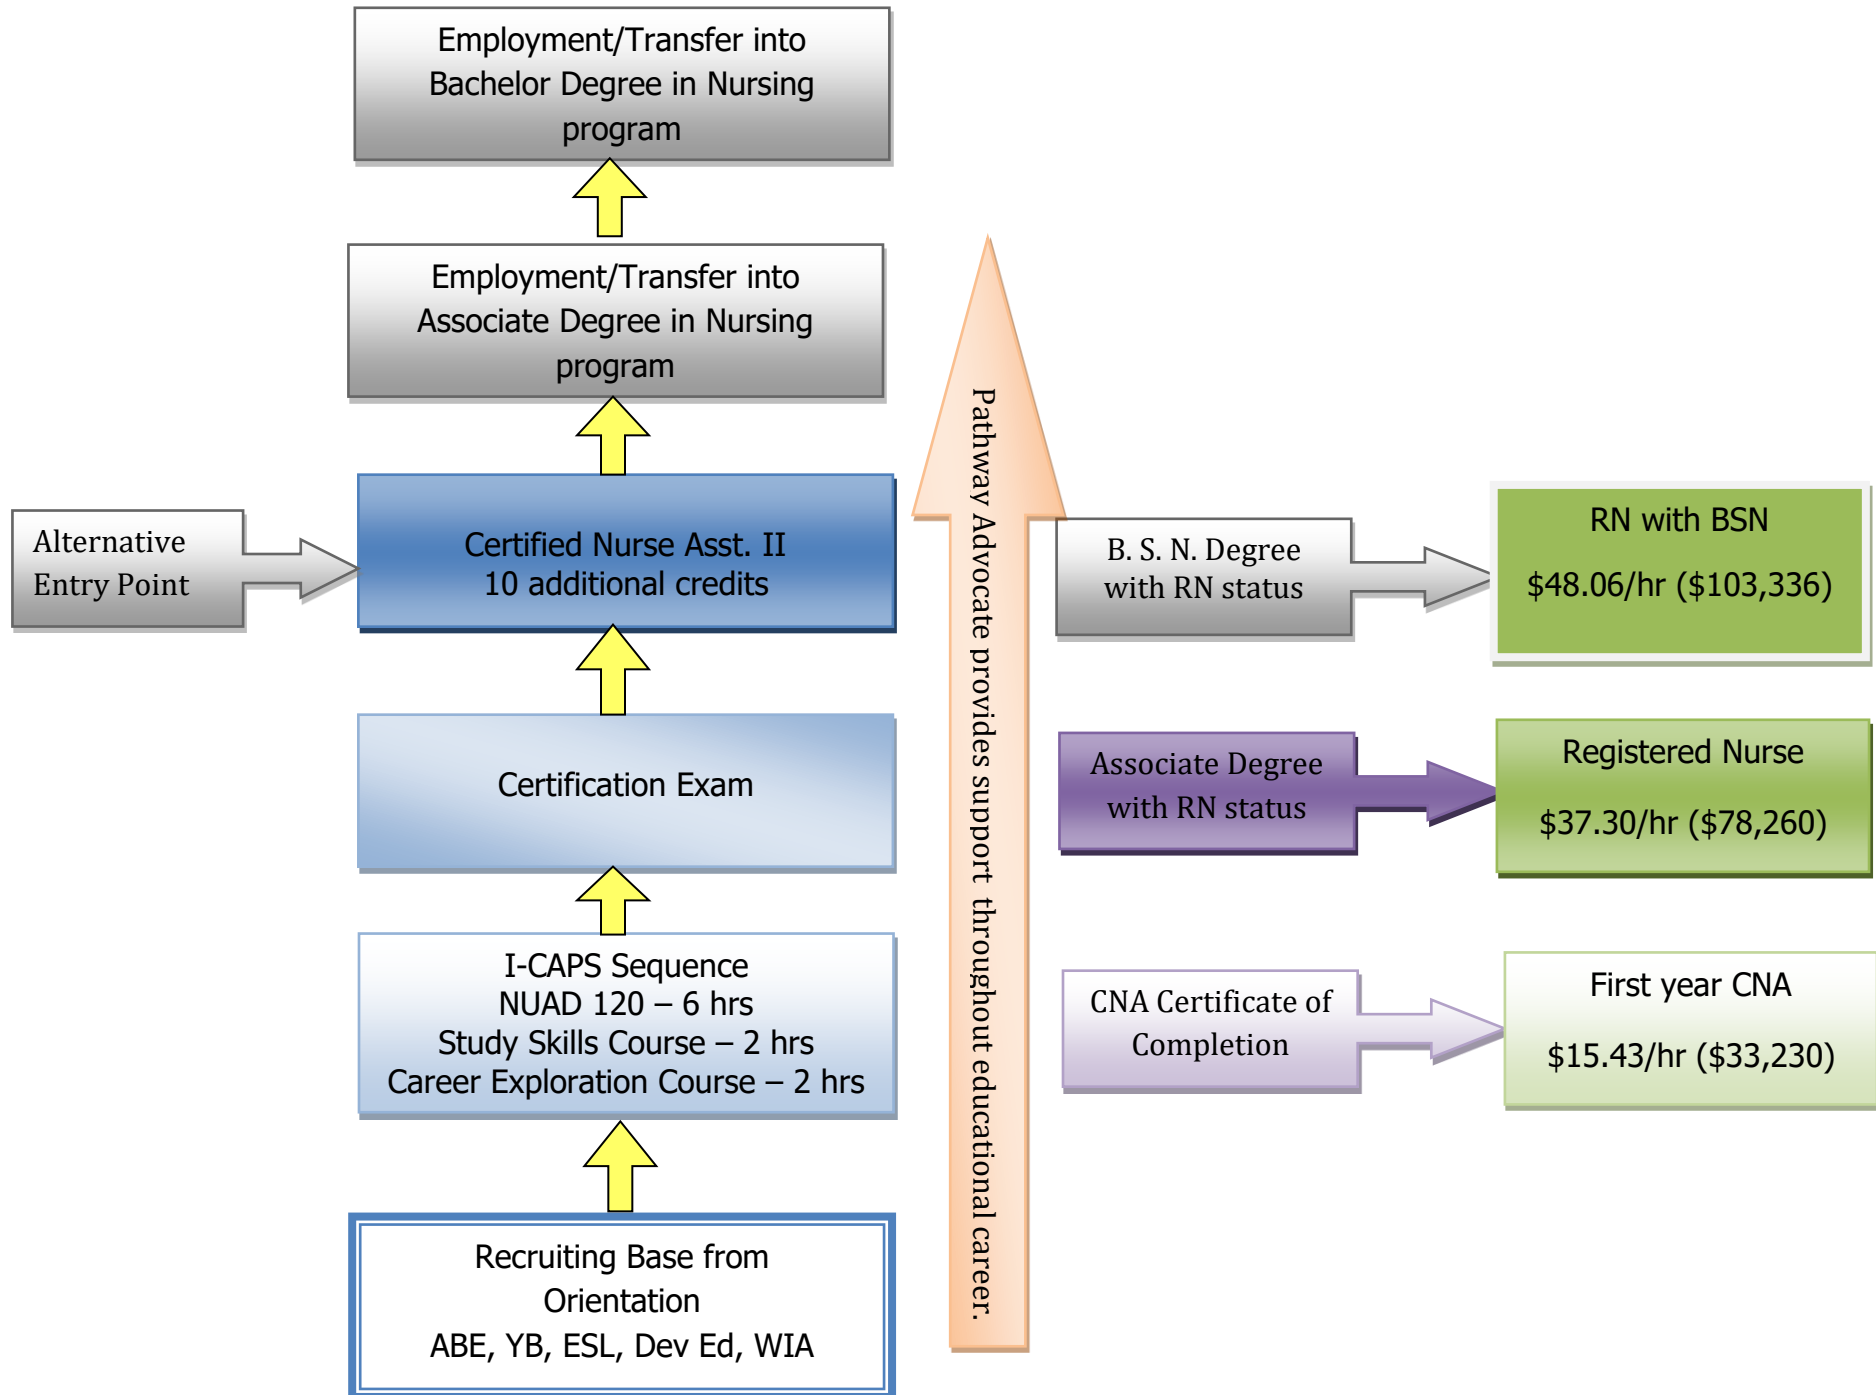 Employment/Transfer into
Bachelor Degree in Nursing
program
Employment/Transfer into
Associate Degree in Nursing
program
Alternative
Entry Point
Certified Nurse Asst. II
10 additional credits
Certification Exam
I-CAPS Sequence
NUAD 120 – 6 hrs
Study Skills Course – 2 hrs
Career Exploration Course – 2 hrs
Recruiting Base from
Orientation
ABE, YB, ESL, Dev Ed, WIA
Pathway Advocate provides support throughout educational career.
B. S. N. Degree
with RN status
RN with BSN
$48.06/hr ($103,336)
Associate Degree
with RN status
Registered Nurse
$37.30/hr ($78,260)
CNA Certificate of
Completion
First year CNA
$15.43/hr ($33,230)